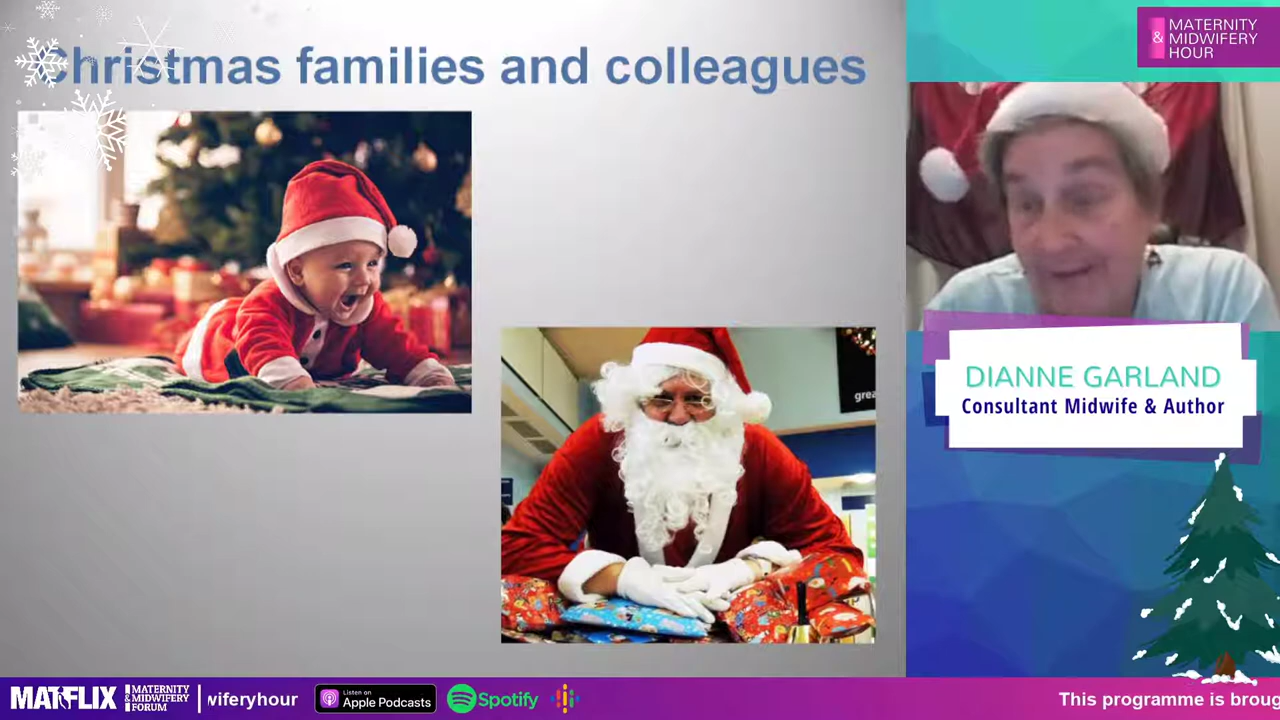 Christmas families and colleagues
MATERNITY
& MIDWIFERY
HOUR
DIANNE GARLAND
Consultant Midwife & Author
grea
MATFLIX
MATERNITY
& MIDWIFERY
FORUM
wiferyhour
Listen on
Apple Podcasts
Spotify
This programme is broug